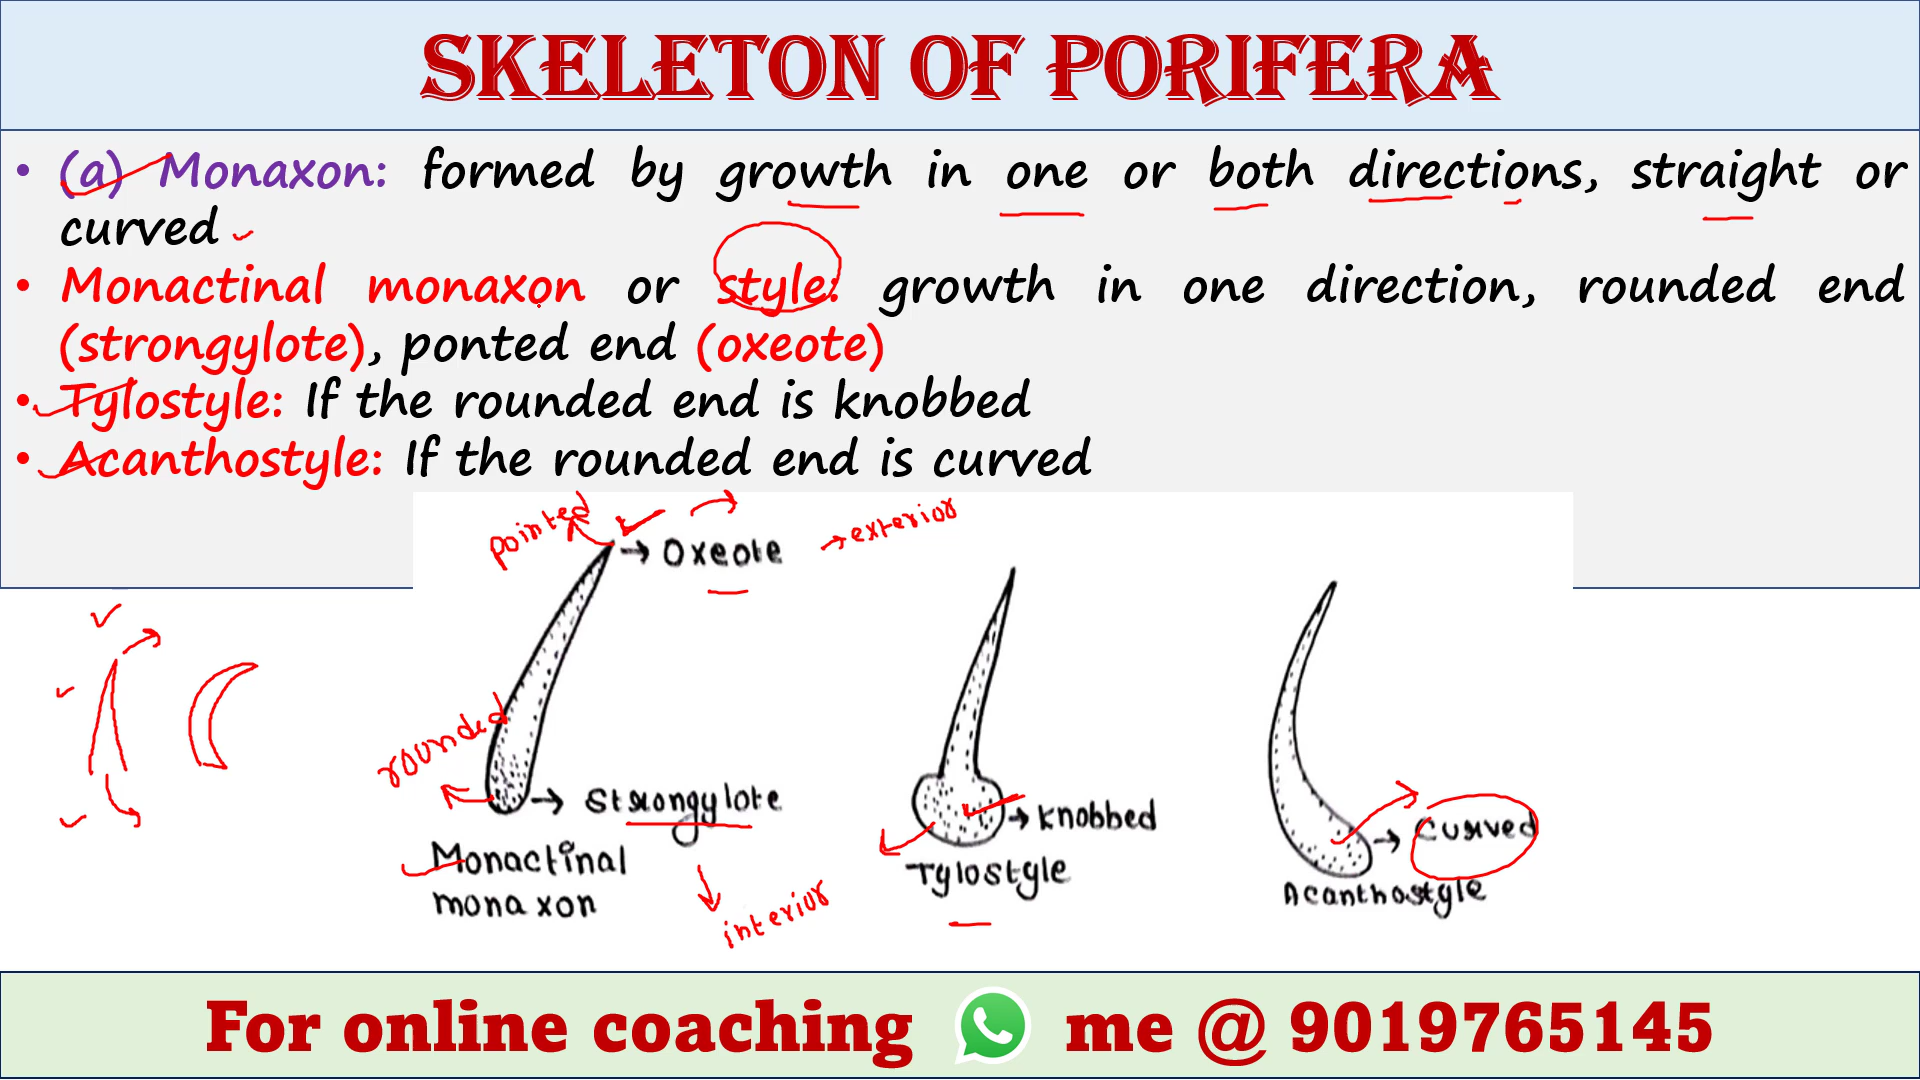 SKELETON OF PORIFERA
• (a) Monaxon: formed by growth in one or both directions, straight or
curved
• Monactinal monaxon or style: growth in one direction, rounded end
(strongylote), ponted end (oxeote)
• Tylostyle: If the rounded end is knobbed
• Acanthostyle: If the rounded end is curved
pointed
→ Oxeote
→ exterior
rounded
→ Strongylote
→ Knobbed
→ Curved
Monactinal
monaxon
Tylostyle
Acanthostyle
interior
For online coaching me @ 9019765145